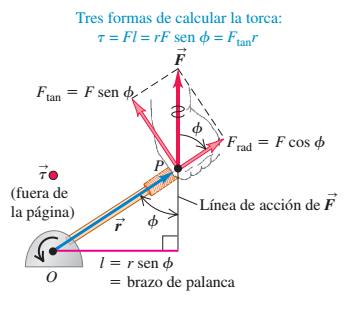 Tres formas de calcular la torca:
τ = Fl = rF sen ϕ = F_tan r
F⃗
F_tan = F sen ϕ
ϕ
F_rad = F cos ϕ
P
τ⃗
(fuera de
la página)
Línea de acción de F⃗
r⃗
ϕ
O
l = r sen ϕ
= brazo de palanca